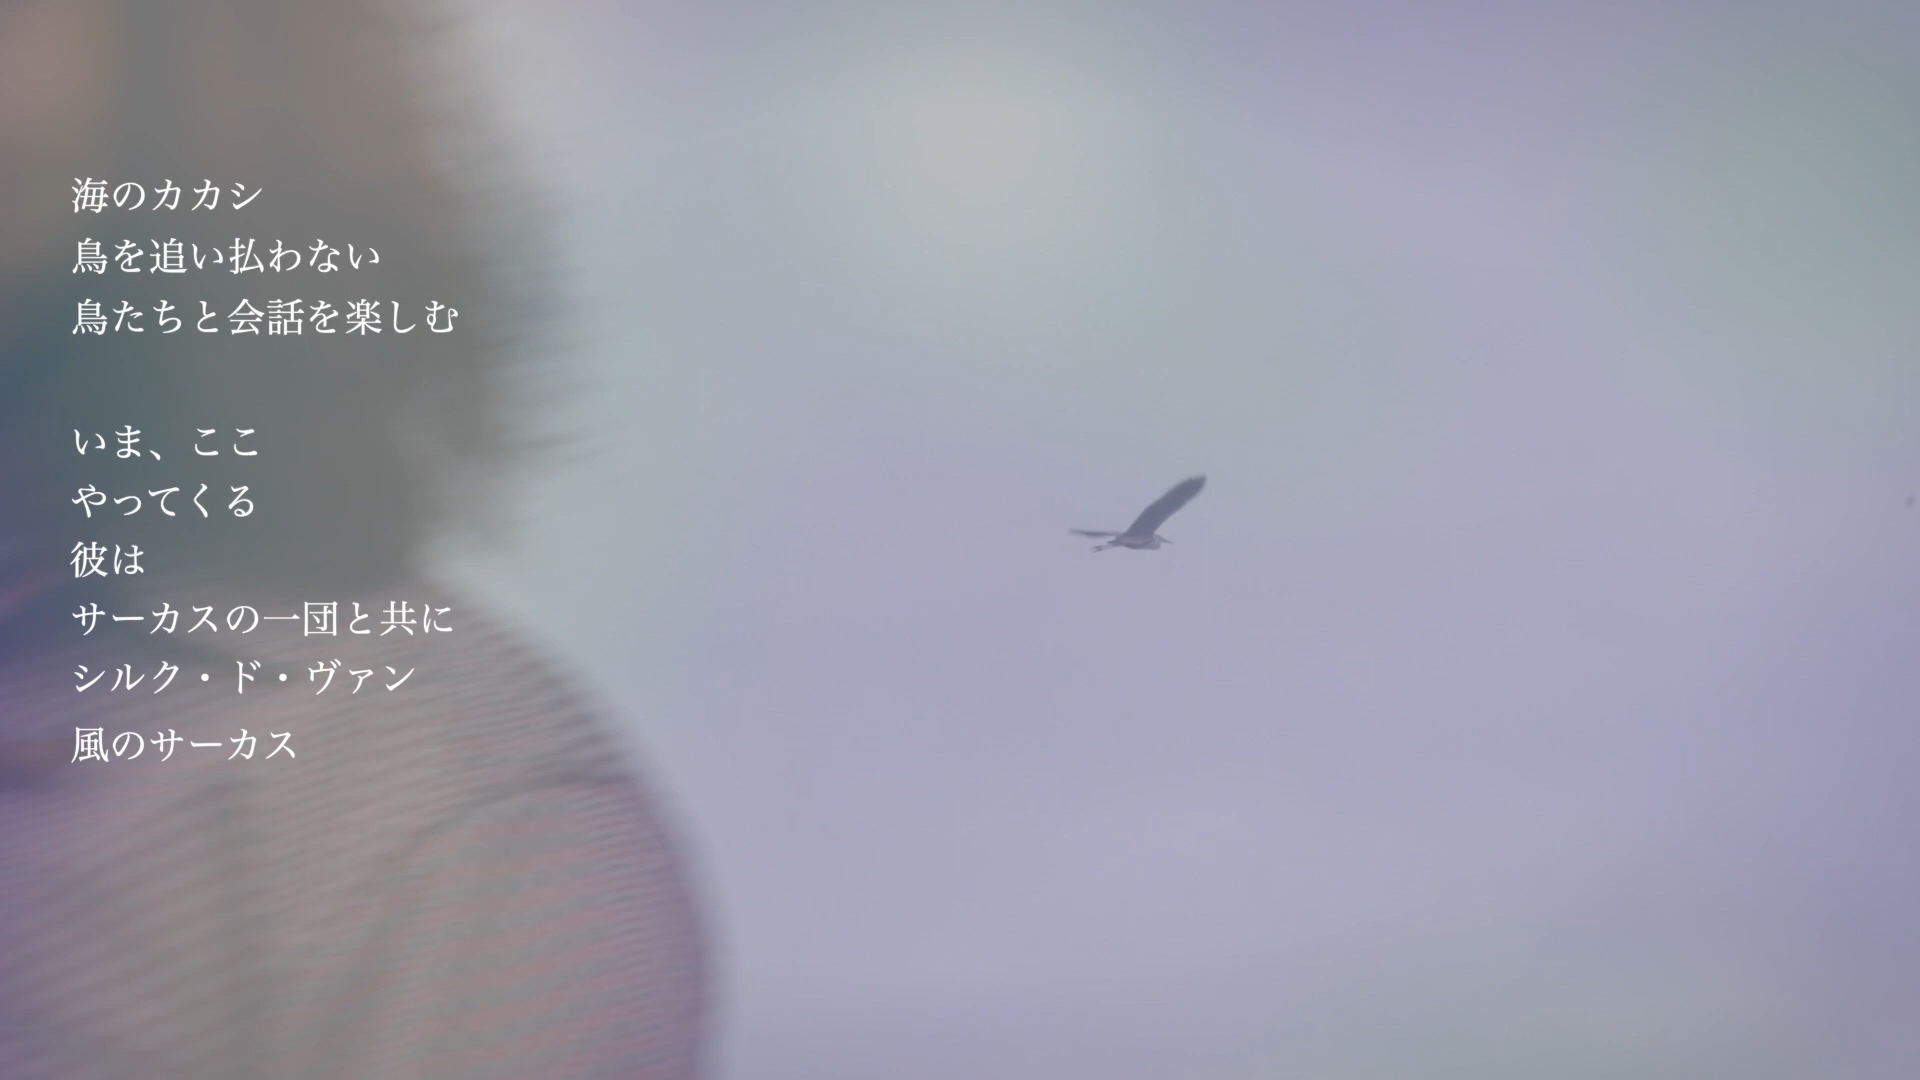 海のカカシ
鳥を追い払わない
鳥たちと会話を楽しむ
いま、ここ
やってくる
彼は
サーカスの一団と共に
シルク・ド・ヴァン
風のサーカス